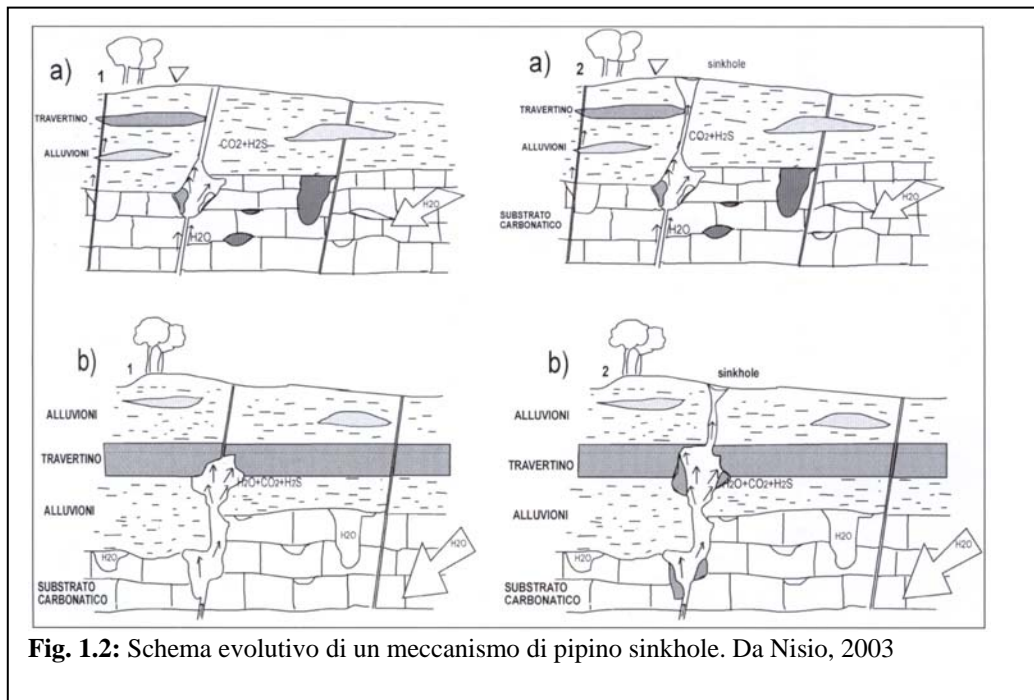 a)
1
TRAVERTINO
ALLUVIONI
CO2+H2S
H2O
H2O
a)
2
sinkhole
TRAVERTINO
ALLUVIONI
SUBSTRATO
CARBONATICO
CO2+H2S
H2O
H2O
b)
1
ALLUVIONI
TRAVERTINO
H2O+CO2+H2S
ALLUVIONI
H2O
H2O
H2O
SUBSTRATO
CARBONATICO
b)
2
sinkhole
ALLUVIONI
TRAVERTINO
H2O+CO2+H2S
ALLUVIONI
H2O
H2O
H2O
SUBSTRATO
CARBONATICO
Fig. 1.2: Schema evolutivo di un meccanismo di pipino sinkhole. Da Nisio, 2003